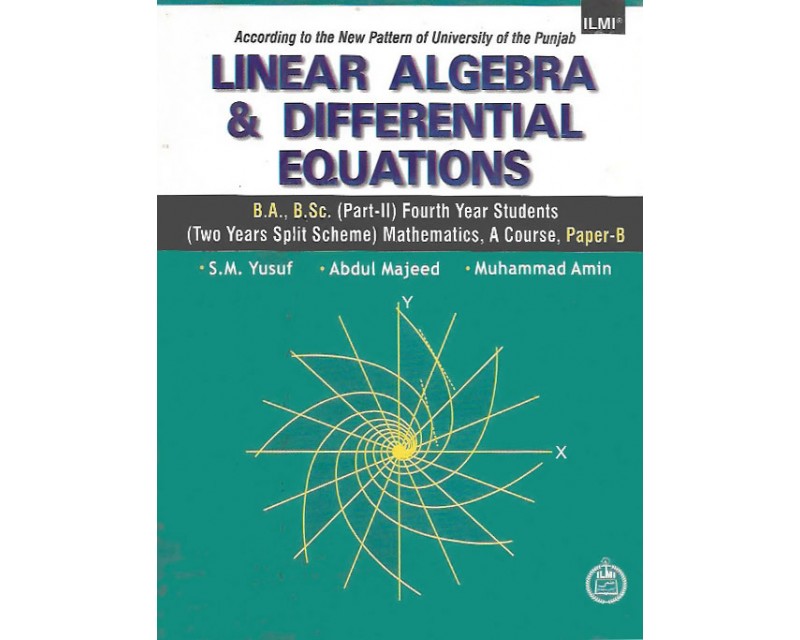 ILMI®
According to the New Pattern of University of the Punjab
LINEAR ALGEBRA
& DIFFERENTIAL
EQUATIONS
B.A., B.Sc. (Part-II) Fourth Year Students
(Two Years Split Scheme) Mathematics, A Course, Paper-B
• S.M. Yusuf • Abdul Majeed • Muhammad Amin
Y
X
ILMI